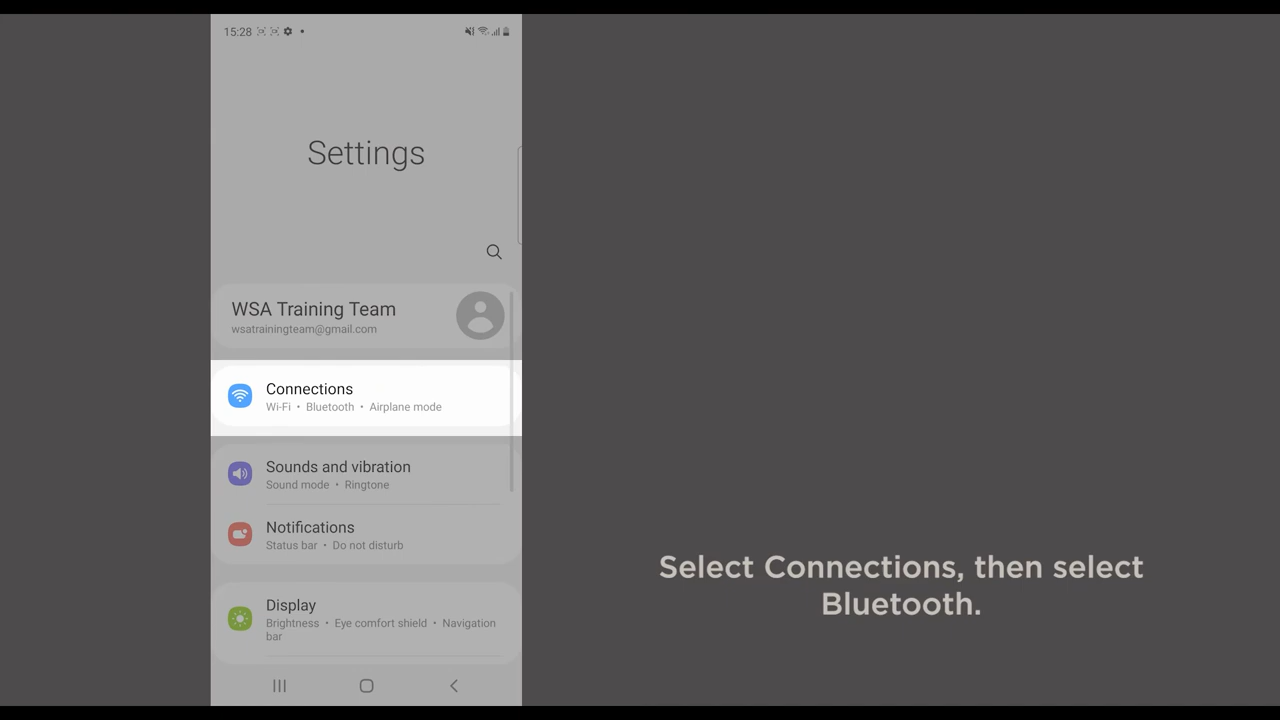 15:28
Settings
WSA Training Team
wsatrainingteam@gmail.com
Connections
Wi-Fi • Bluetooth • Airplane mode
Sounds and vibration
Sound mode • Ringtone
Notifications
Status bar • Do not disturb
Display
Brightness • Eye comfort shield • Navigation
bar
Select Connections, then select
Bluetooth.